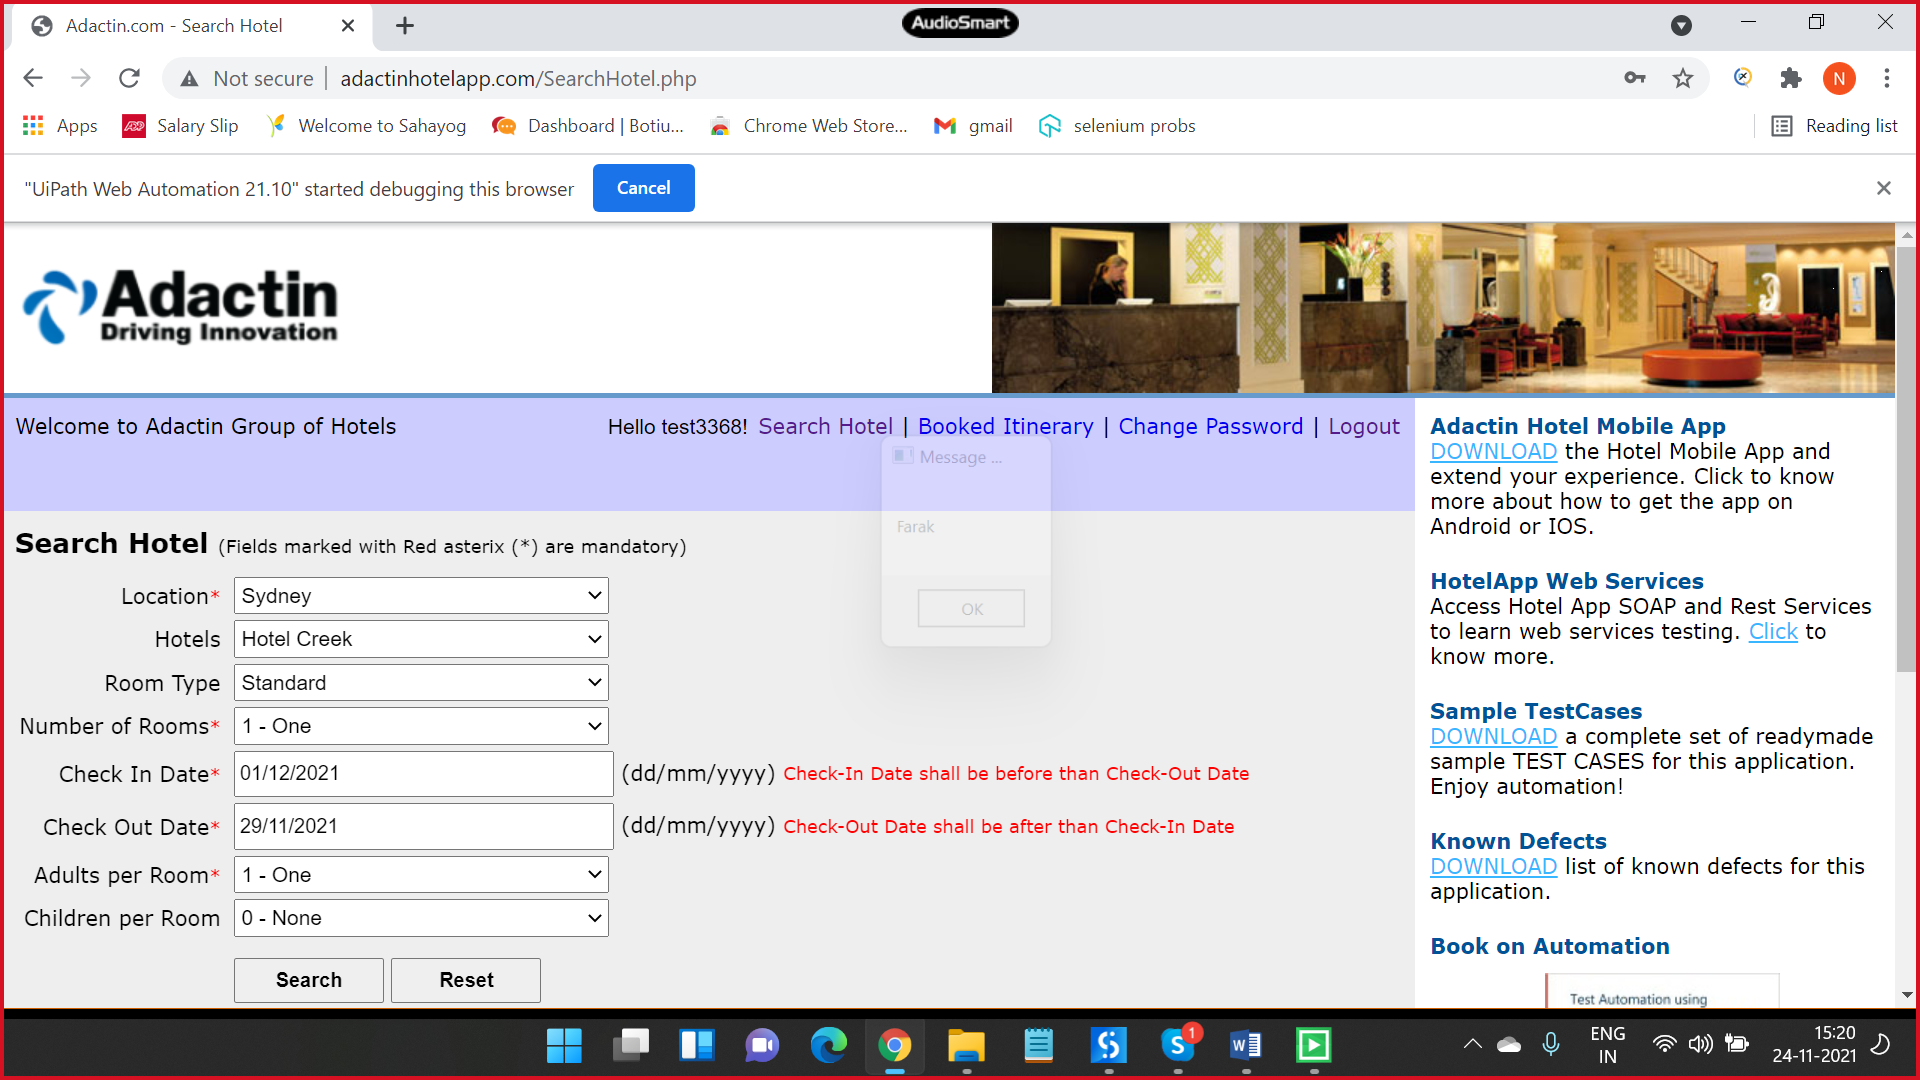 Adactin.com - Search Hotel
AudioSmart
Not secure | adactinhotelapp.com/SearchHotel.php
N
Apps
ADP
Salary Slip
Welcome to Sahayog
Dashboard | Botiu...
Chrome Web Store...
gmail
selenium probs
Reading list
"UiPath Web Automation 21.10" started debugging this browser
Cancel
Adactin
Driving Innovation
Welcome to Adactin Group of Hotels
Hello test3368! Search Hotel | Booked Itinerary | Change Password | Logout
Message ...
Farak
OK
Search Hotel (Fields marked with Red asterix (*) are mandatory)
Location* Sydney
Hotels Hotel Creek
Room Type Standard
Number of Rooms* 1 - One
Check In Date* 01/12/2021 (dd/mm/yyyy) Check-In Date shall be before than Check-Out Date
Check Out Date* 29/11/2021 (dd/mm/yyyy) Check-Out Date shall be after than Check-In Date
Adults per Room* 1 - One
Children per Room 0 - None
Search
Reset
Adactin Hotel Mobile App
DOWNLOAD the Hotel Mobile App and
extend your experience. Click to know
more about how to get the app on
Android or IOS.
HotelApp Web Services
Access Hotel App SOAP and Rest Services
to learn web services testing. Click to
know more.
Sample TestCases
DOWNLOAD a complete set of readymade
sample TEST CASES for this application.
Enjoy automation!
Known Defects
DOWNLOAD list of known defects for this
application.
Book on Automation
Test Automation using
S
1
W
ENG
IN
15:20
24-11-2021